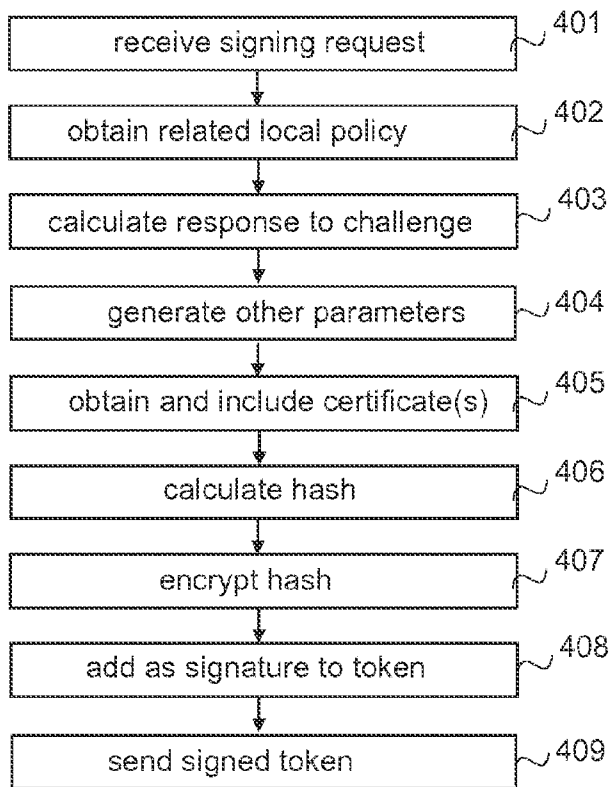 receive signing request 401
obtain related local policy 402
calculate response to challenge 403
generate other parameters 404
obtain and include certificate(s) 405
calculate hash 406
encrypt hash 407
add as signature to token 408
send signed token 409